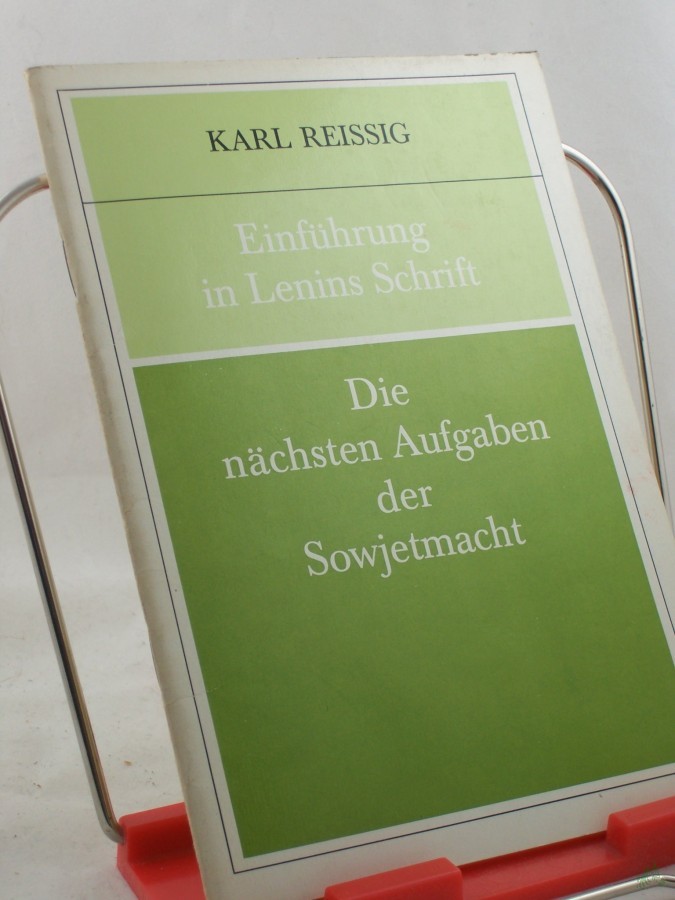 KARL REISSIG
Einführung
in Lenins Schrift
Die
nächsten Aufgaben
der
Sowjetmacht